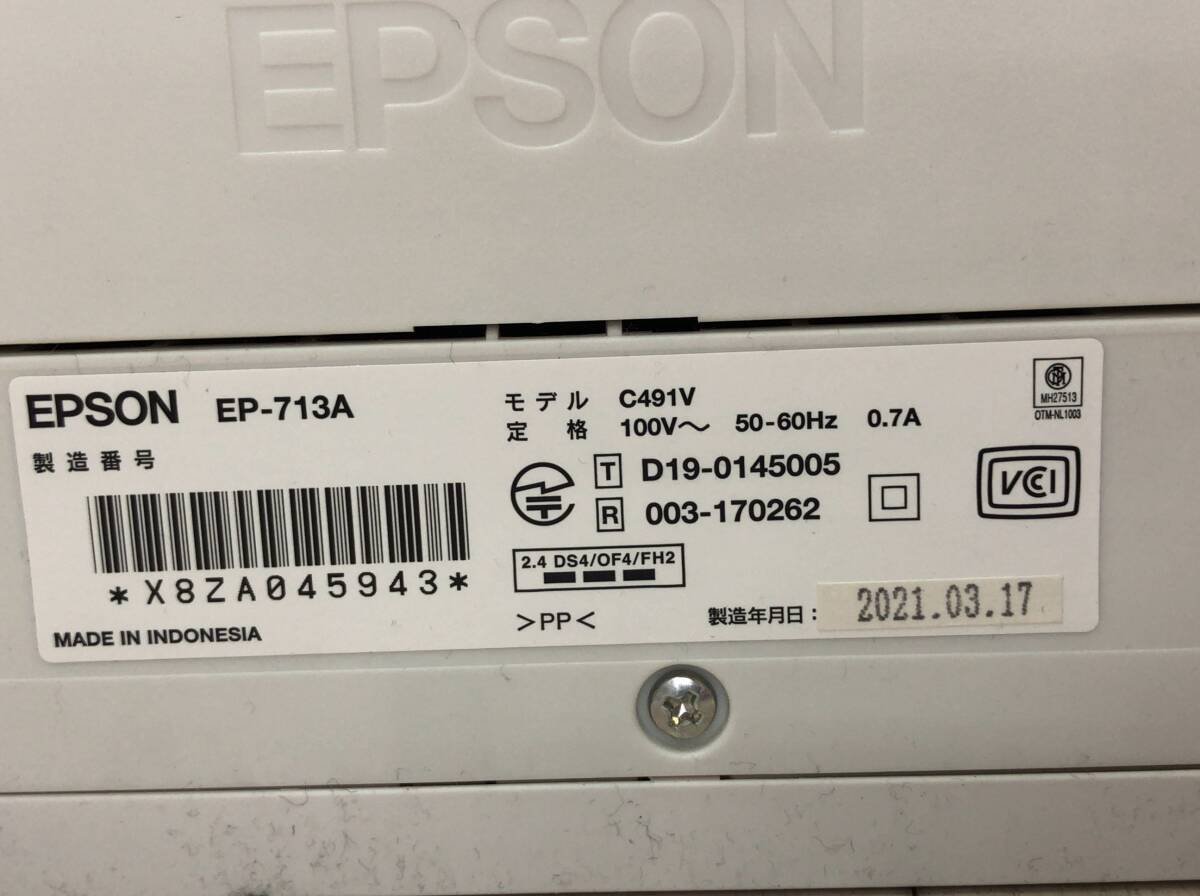 EPSON
EPSON EP-713A
製造番号
*X8ZA045943*
MADE IN INDONESIA
モデル C491V
定格 100V～ 50-60Hz 0.7A
T D19-0145005
R 003-170262
2.4 DS4/OF4/FH2
>PP<
製造年月日： 2021.03.17
MH27513
OTM-NL1003
VCI